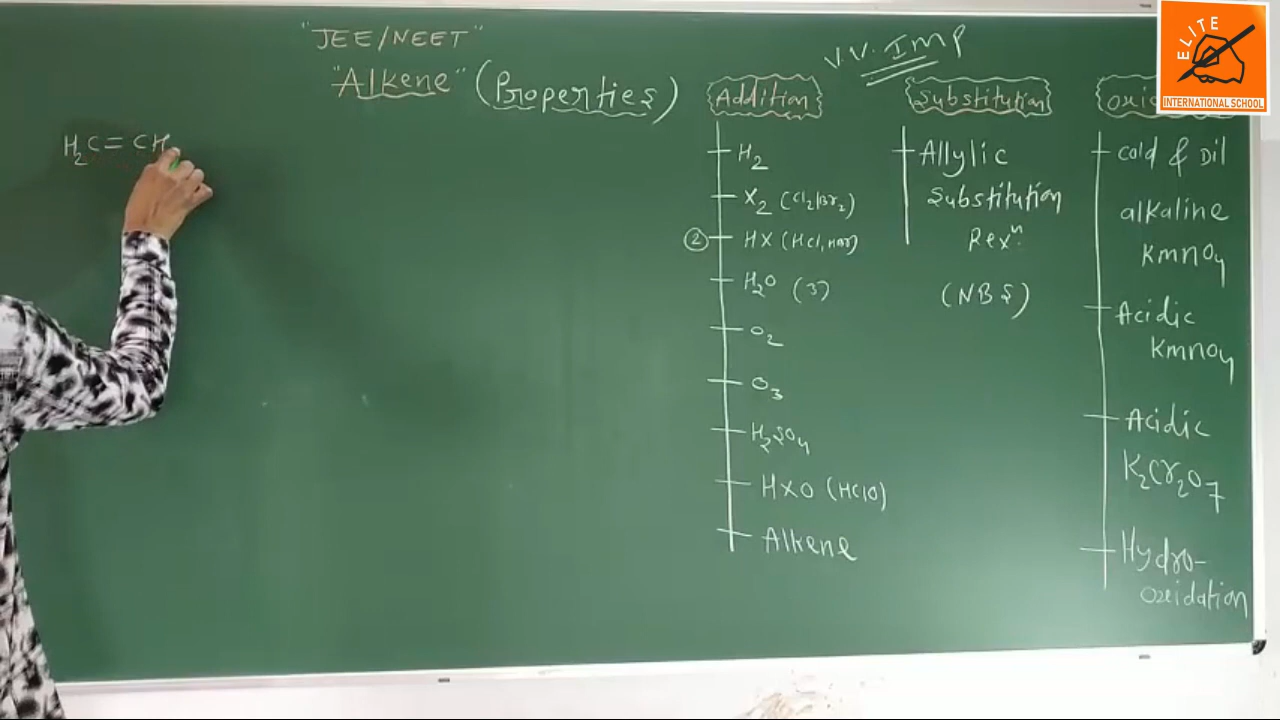 "JEE/NEET"
"Alkene" (Properties)
V.V. IMP
H₂C=CH
Addition
H₂
X₂ (Cl₂/Br₂)
② HX (HCl, HBr)
H₂O (3)
O₂
O₃
H₂SO₄
HXO (HClO)
Alkene
Substitution
Allylic
Substitution
Rexⁿ.
(NBS)
Cold & Dil
alkaline
KmnO₄
Acidic
KmnO₄
Acidic
K₂Cr₂O₇
Hydro-
oxidation
ELITE
INTERNATIONAL SCHOOL